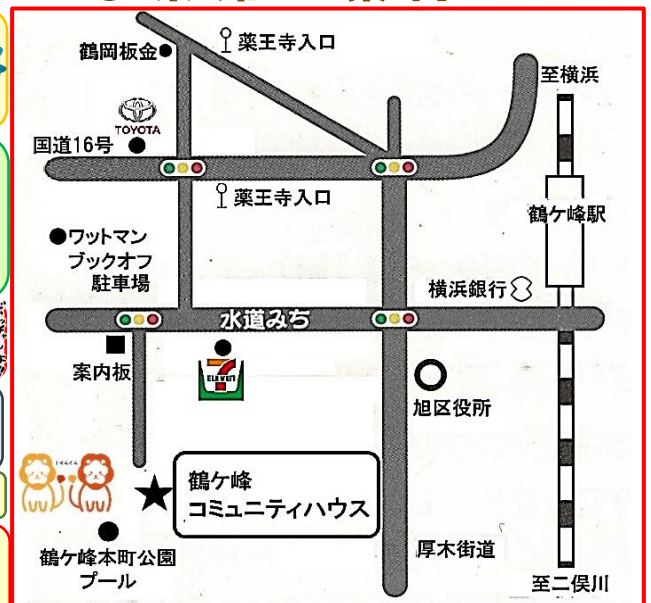 鶴岡板金
薬王寺入口
至横浜
TOYOTA
国道16号
薬王寺入口
鶴ケ峰駅
ワットマン
ブックオフ
駐車場
横浜銀行
水道みち
案内板
7
ELEVEn
旭区役所
鶴ケ峰
コミュニティハウス
鶴ケ峰本町公園
プール
厚木街道
至二俣川